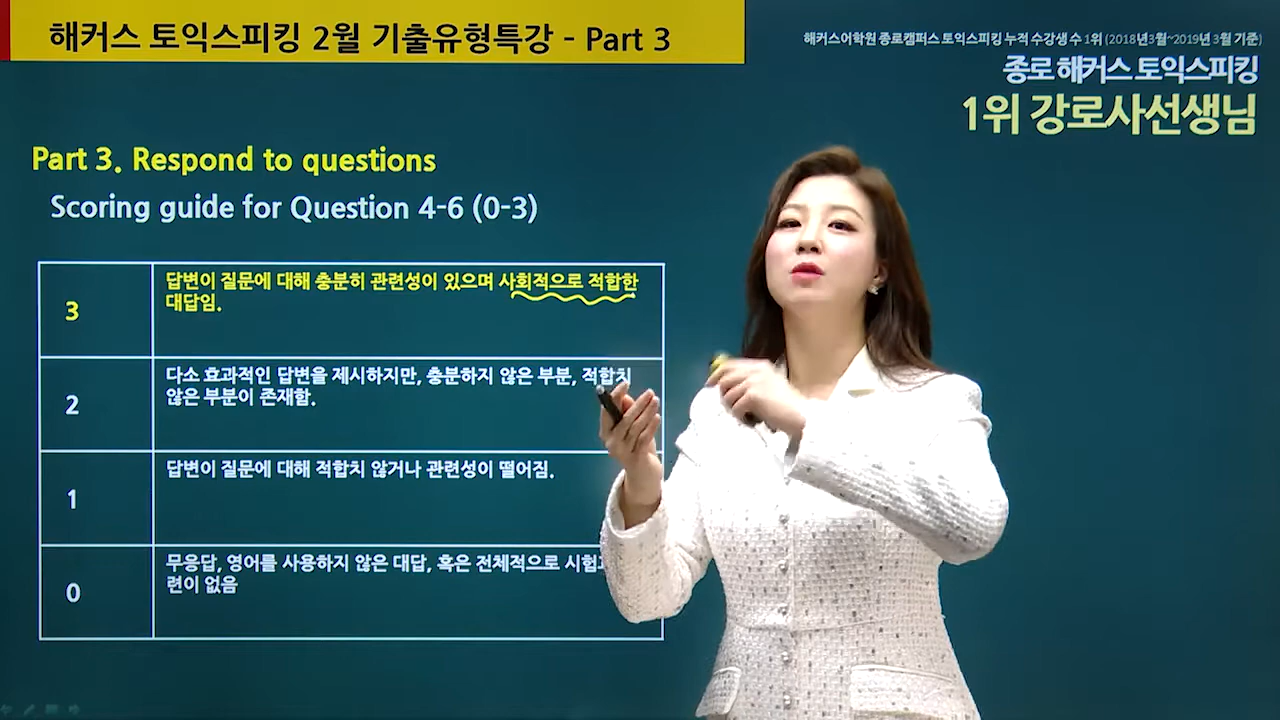 해커스 토익스피킹 2월 기출유형특강 - Part 3
해커스어학원 종로캠퍼스 토익스피킹 누적 수강생 수 1위 (2018년3월~2019년 3월 기준)
종로 해커스 토익스피킹
1위 강로사선생님
Part 3. Respond to questions
Scoring guide for Question 4-6 (0-3)
3
답변이 질문에 대해 충분히 관련성이 있으며 사회적으로 적합한
대답임.
2
다소 효과적인 답변을 제시하지만, 충분하지 않은 부분, 적합치
않은 부분이 존재함.
1
답변이 질문에 대해 적합치 않거나 관련성이 떨어짐.
0
무응답, 영어를 사용하지 않은 대답, 혹은 전체적으로
련이 없음